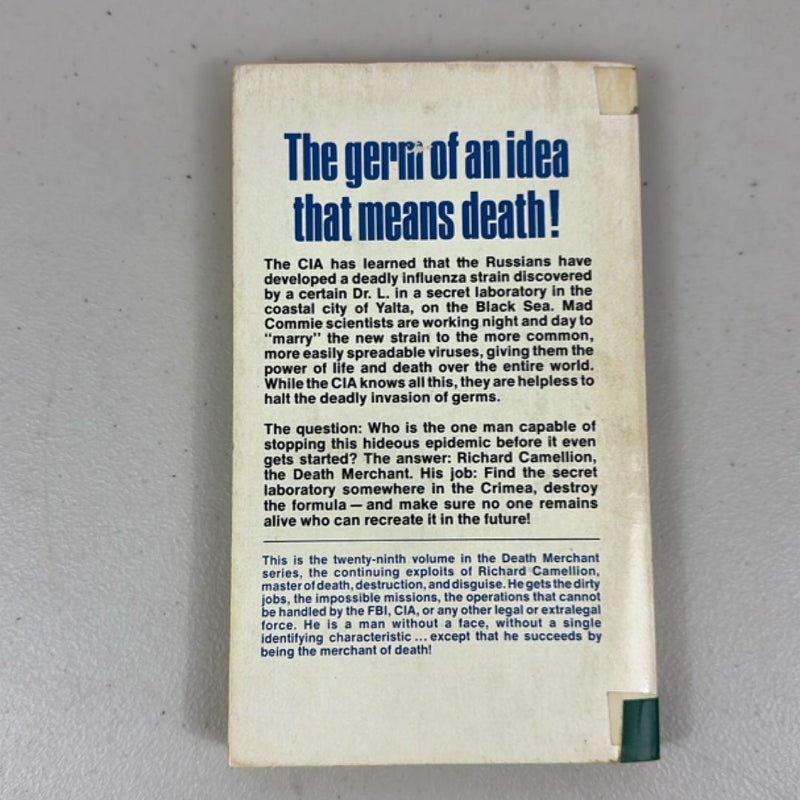 The germ of an idea
that means death!
The CIA has learned that the Russians have
developed a deadly influenza strain discovered
by a certain Dr. L. in a secret laboratory in the
coastal city of Yalta, on the Black Sea. Mad
Commie scientists are working night and day to
“marry” the new strain to the more common,
more easily spreadable viruses, giving them the
power of life and death over the entire world.
While the CIA knows all this, they are helpless to
halt the deadly invasion of germs.
The question: Who is the one man capable of
stopping this hideous epidemic before it even
gets started? The answer: Richard Camellion,
the Death Merchant. His job: Find the secret
laboratory somewhere in the Crimea, destroy
the formula — and make sure no one remains
alive who can recreate it in the future!
This is the twenty-ninth volume in the Death Merchant
series, the continuing exploits of Richard Camellion,
master of death, destruction, and disguise. He gets the dirty
jobs, the impossible missions, the operations that cannot
be handled by the FBI, CIA, or any other legal or extralegal
force. He is a man without a face, without a single
identifying characteristic ... except that he succeeds by
being the merchant of death!